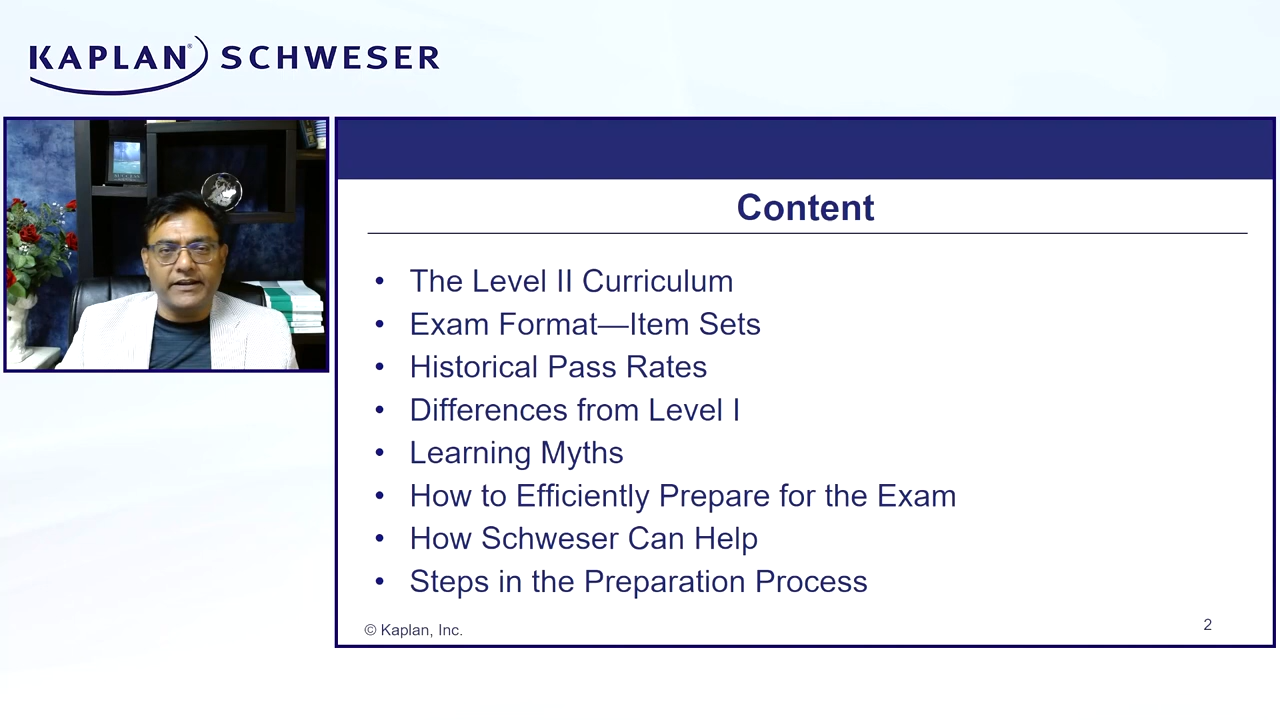 KAPLAN® SCHWESER
Content
• The Level II Curriculum
• Exam Format—Item Sets
• Historical Pass Rates
• Differences from Level I
• Learning Myths
• How to Efficiently Prepare for the Exam
• How Schweser Can Help
• Steps in the Preparation Process
© Kaplan, Inc.
2